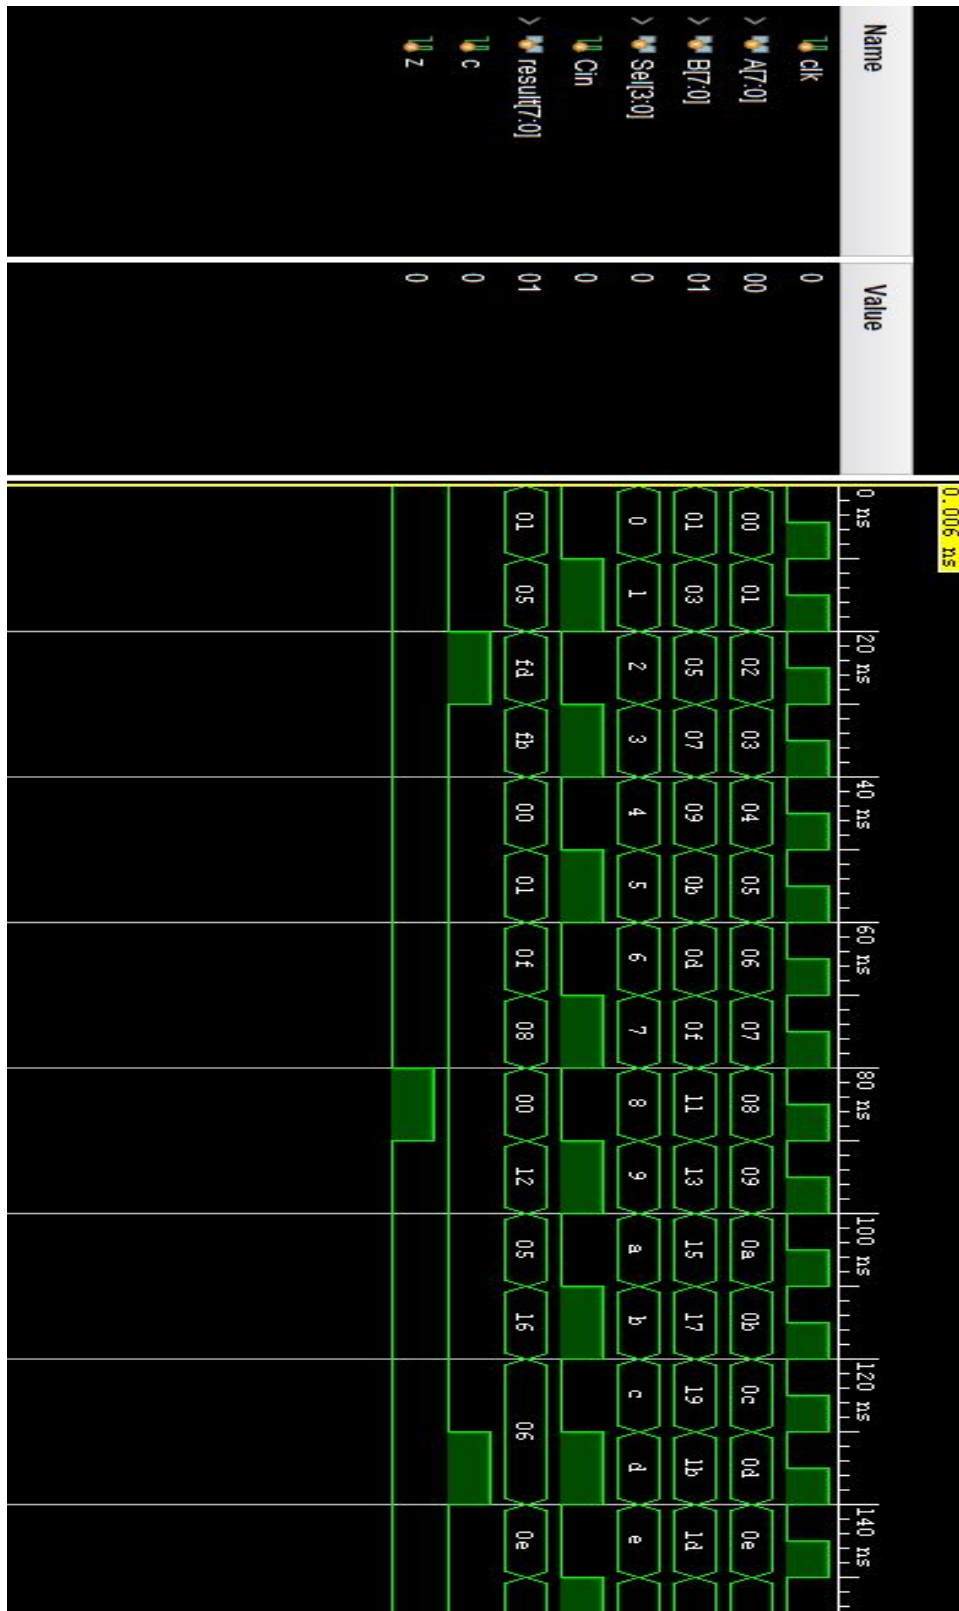 0.006 ns
Name
Value
0 ns
20 ns
40 ns
60 ns
80 ns
100 ns
120 ns
140 ns
clk
0
A[7:0]
00
00
01
02
03
04
05
06
07
08
09
0a
0b
0c
0d
0e
B[7:0]
01
01
03
05
07
09
0b
0d
0f
11
13
15
17
19
1b
1d
Sel[3:0]
0
0
1
2
3
4
5
6
7
8
9
a
b
c
d
e
Cin
0
result[7:0]
01
01
05
fd
fb
00
01
0f
08
00
12
05
16
06
0e
c
0
z
0